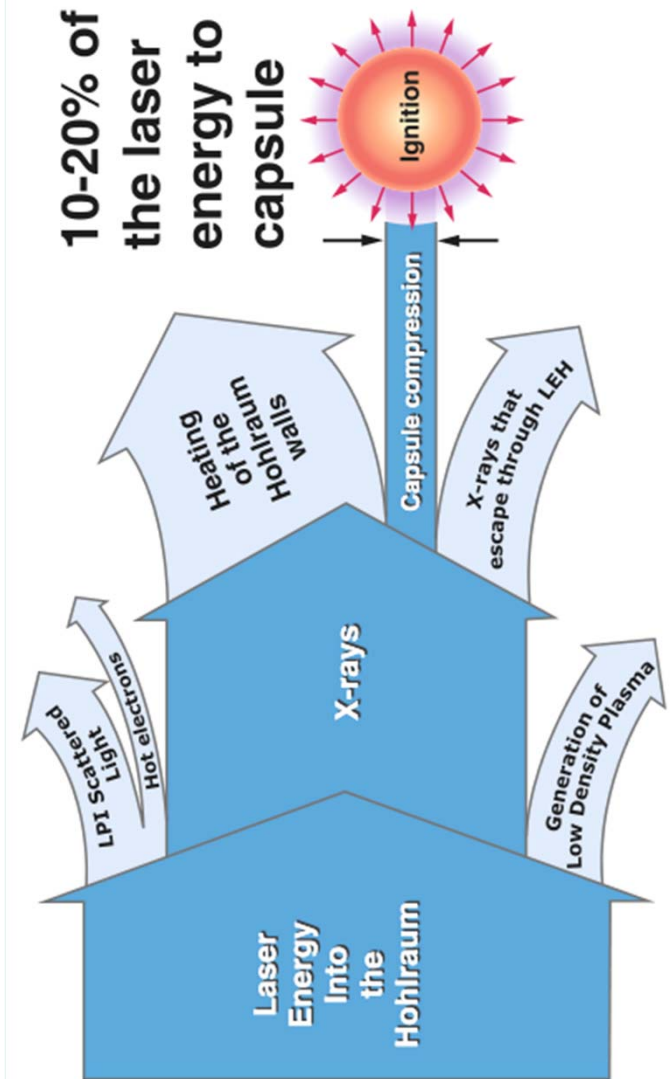 Laser
Energy
Into
the
Hohlraum
LPI Scattered
Light
Hot electrons
Generation of
Low Density Plasma
X-rays
Heating
of the
Hohlraum
walls
X-rays that
escape through LEH
Capsule compression
Ignition
10-20% of
the laser
energy to
capsule